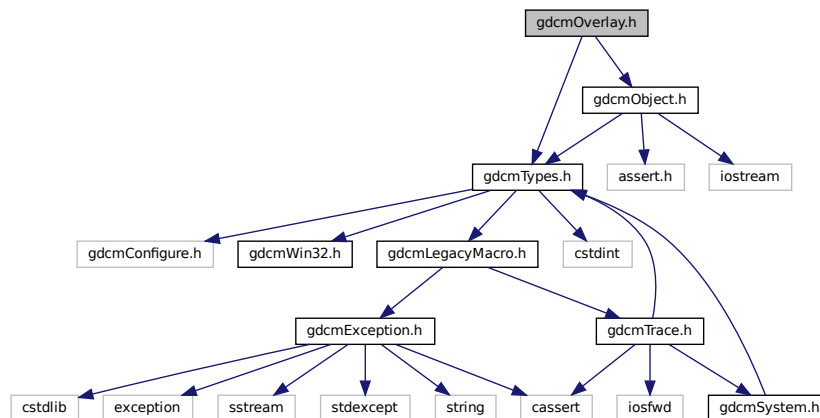 gdcmOverlay.h
gdcmObject.h
gdcmTypes.h
assert.h
iostream
gdcmConfigure.h
gdcmWin32.h
gdcmLegacyMacro.h
cstdint
gdcmException.h
gdcmTrace.h
cstdlib
exception
sstream
stdexcept
string
cassert
iosfwd
gdcmSystem.h